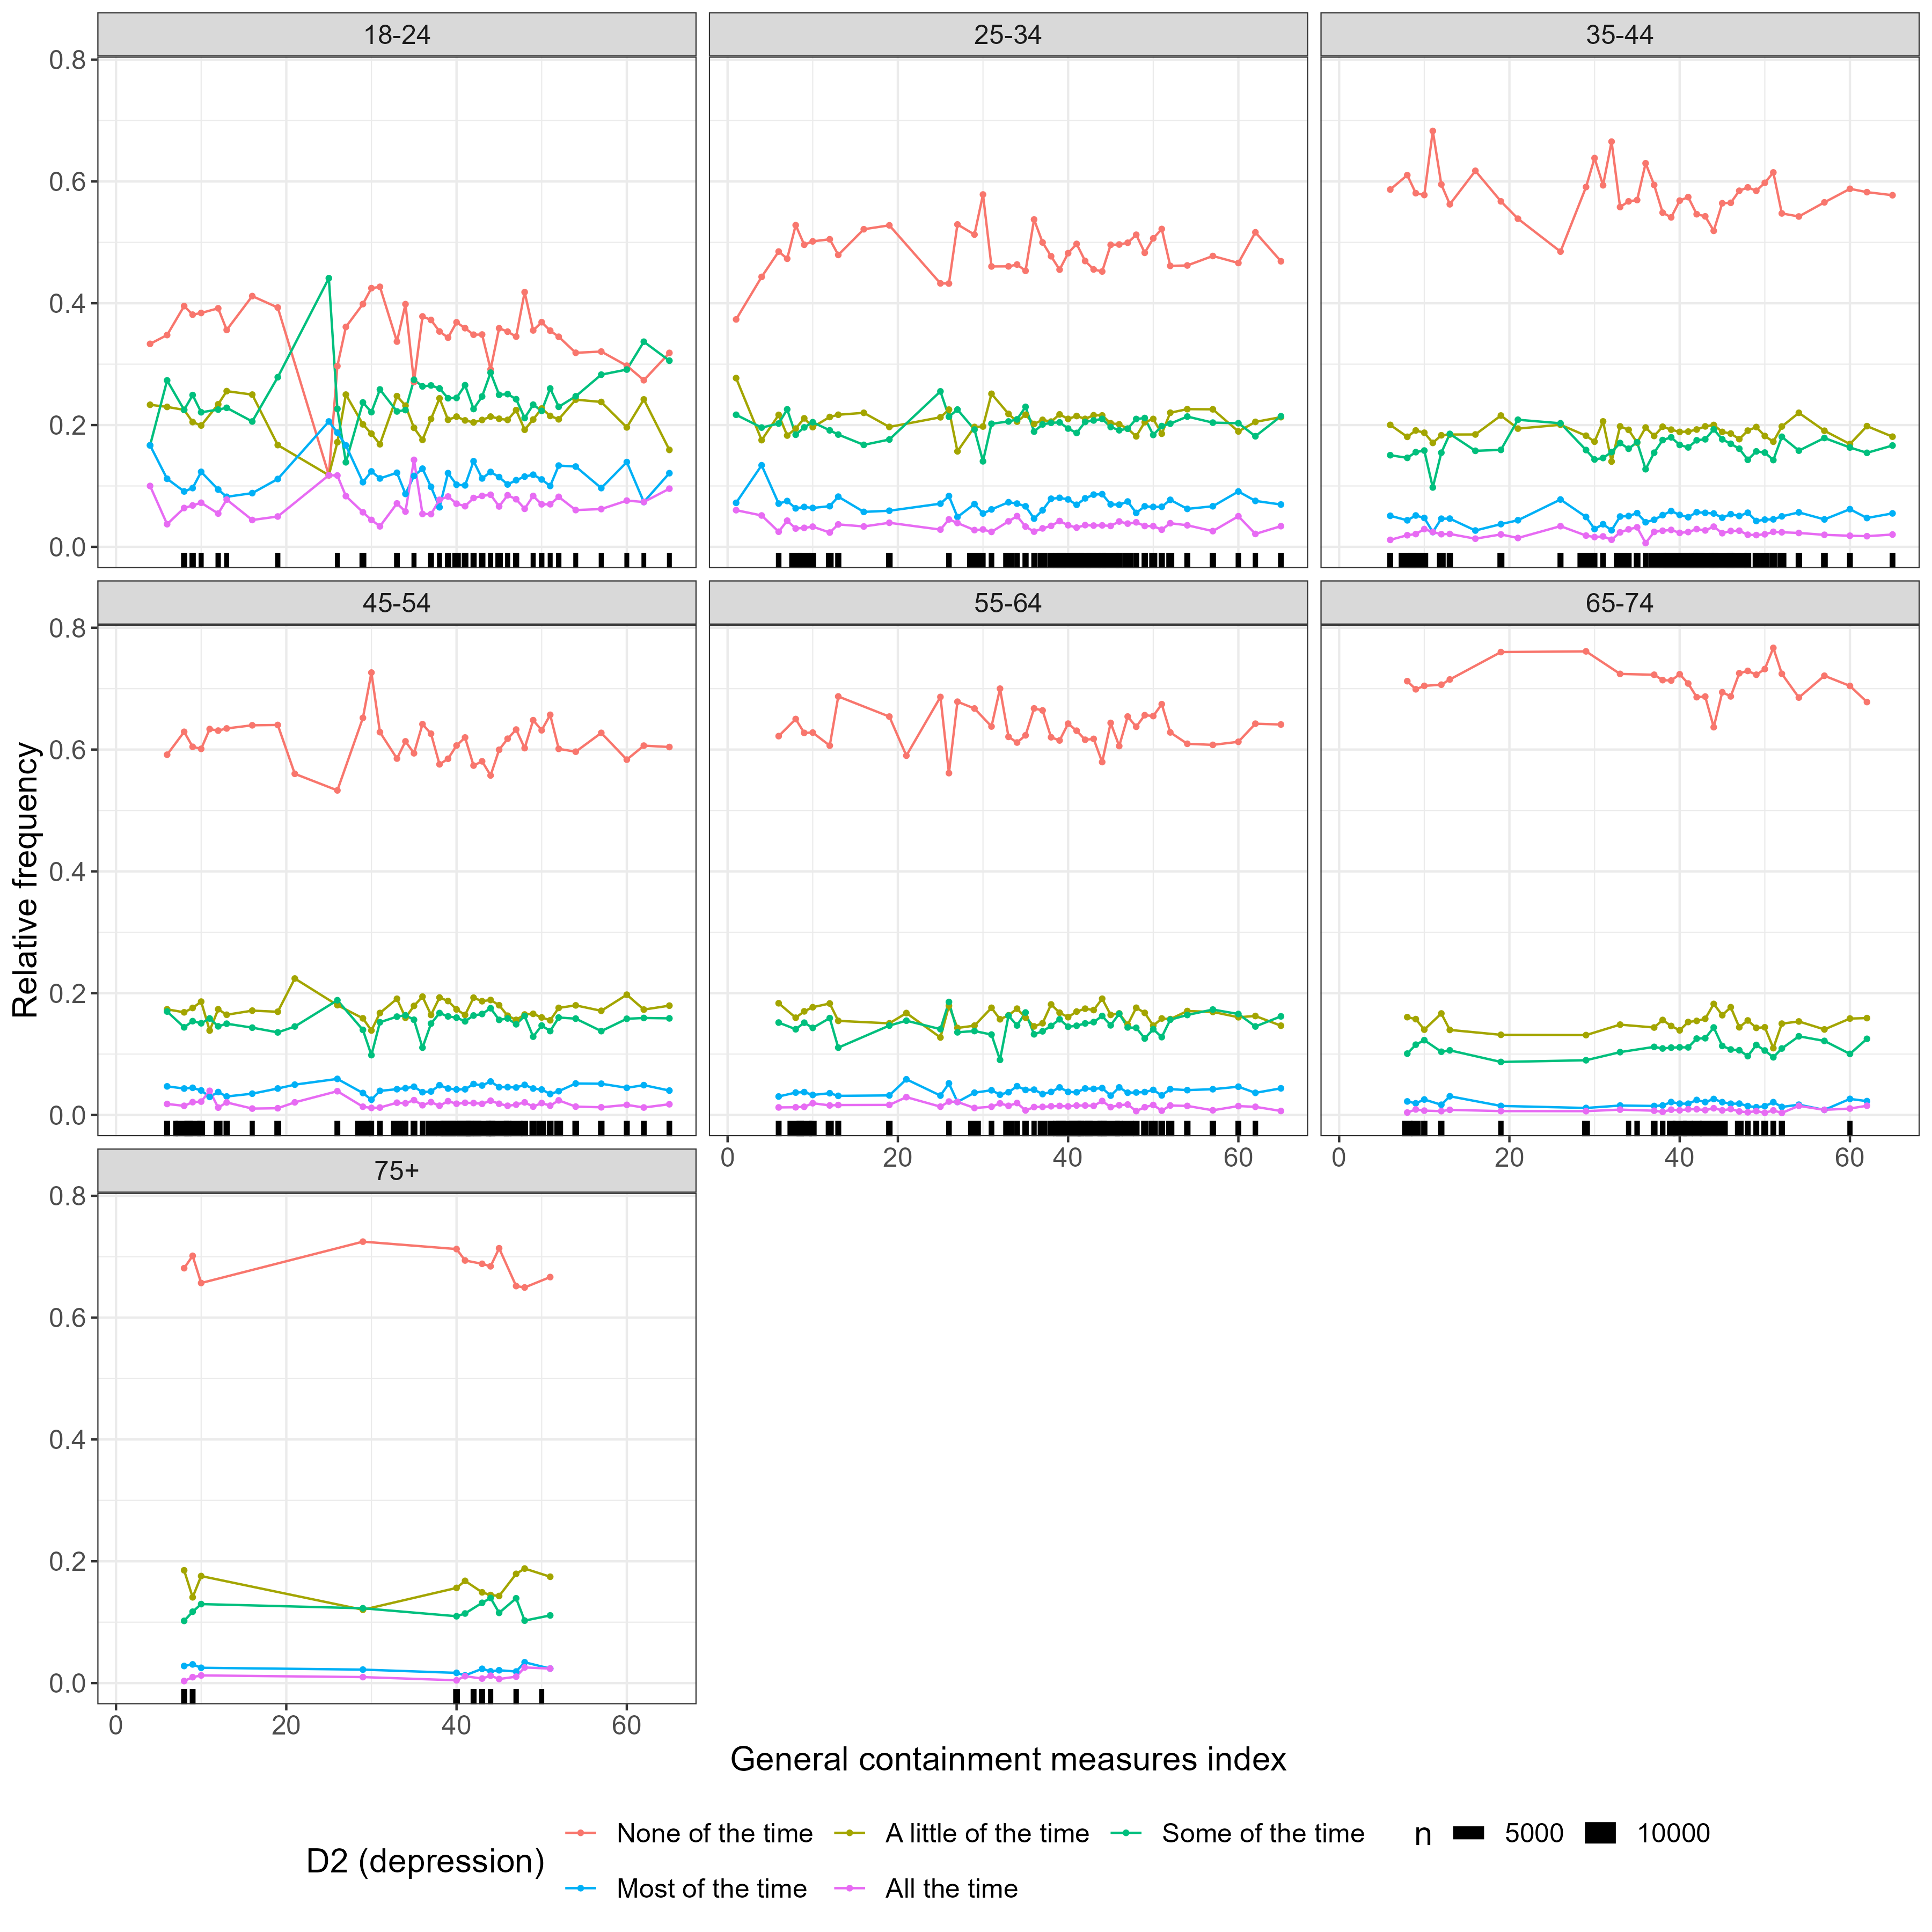 18-24 25-34 35-44
0.8
0.6
0.4
0.2
0.0
45-54 55-64 65-74
0.8
0.6
0.4
0.2
0.0
0 20 40 60 0 20 40 60
75+
0.8
0.6
0.4
0.2
0.0
0 20 40 60
Relative frequency
General containment measures index
D2 (depression)
None of the time A little of the time Some of the time
Most of the time All the time
n 5000 10000